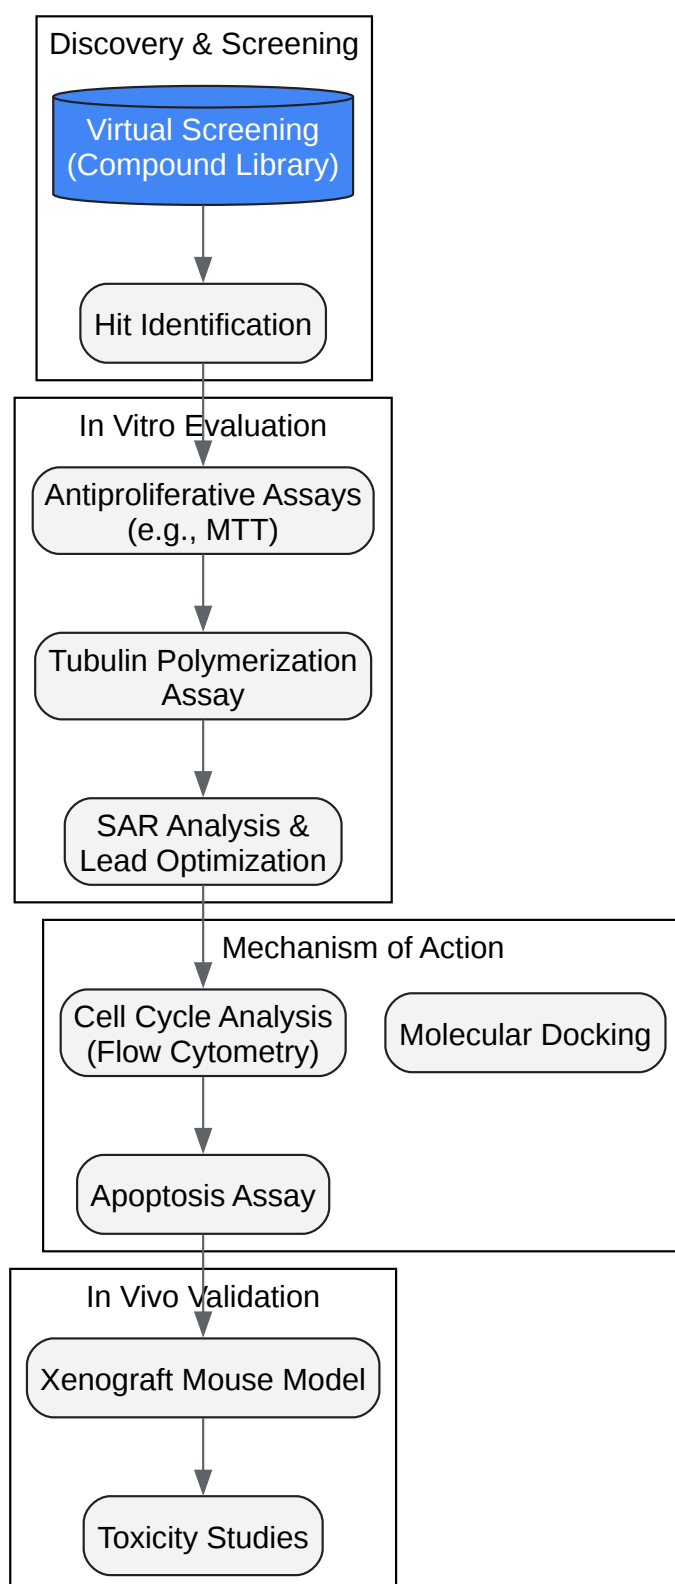 Discovery & Screening
Virtual Screening
(Compound Library)
Hit Identification
In Vitro Evaluation
Antiproliferative Assays
(e.g., MTT)
Tubulin Polymerization
Assay
SAR Analysis &
Lead Optimization
Mechanism of Action
Cell Cycle Analysis
(Flow Cytometry)
Molecular Docking
Apoptosis Assay
In Vivo Validation
Xenograft Mouse Model
Toxicity Studies